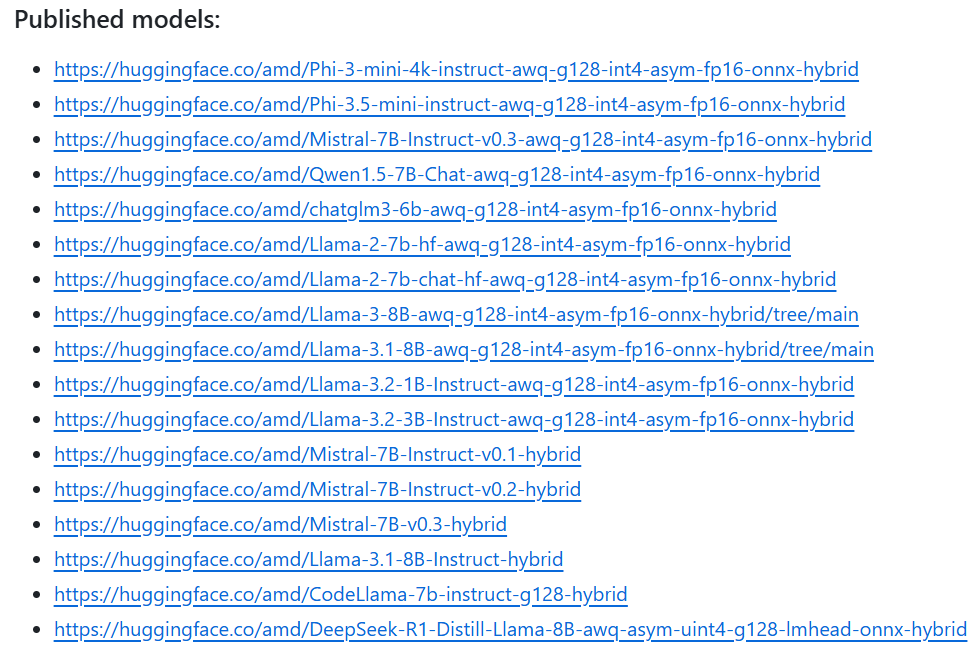 Published models:
https://huggingface.co/amd/Phi-3-mini-4k-instruct-awq-g128-int4-asym-fp16-onnx-hybrid
https://huggingface.co/amd/Phi-3.5-mini-instruct-awq-g128-int4-asym-fp16-onnx-hybrid
https://huggingface.co/amd/Mistral-7B-Instruct-v0.3-awq-g128-int4-asym-fp16-onnx-hybrid
https://huggingface.co/amd/Qwen1.5-7B-Chat-awq-g128-int4-asym-fp16-onnx-hybrid
https://huggingface.co/amd/chatglm3-6b-awq-g128-int4-asym-fp16-onnx-hybrid
https://huggingface.co/amd/Llama-2-7b-hf-awq-g128-int4-asym-fp16-onnx-hybrid
https://huggingface.co/amd/Llama-2-7b-chat-hf-awq-g128-int4-asym-fp16-onnx-hybrid
https://huggingface.co/amd/Llama-3-8B-awq-g128-int4-asym-fp16-onnx-hybrid/tree/main
https://huggingface.co/amd/Llama-3.1-8B-awq-g128-int4-asym-fp16-onnx-hybrid/tree/main
https://huggingface.co/amd/Llama-3.2-1B-Instruct-awq-g128-int4-asym-fp16-onnx-hybrid
https://huggingface.co/amd/Llama-3.2-3B-Instruct-awq-g128-int4-asym-fp16-onnx-hybrid
https://huggingface.co/amd/Mistral-7B-Instruct-v0.1-hybrid
https://huggingface.co/amd/Mistral-7B-Instruct-v0.2-hybrid
https://huggingface.co/amd/Mistral-7B-v0.3-hybrid
https://huggingface.co/amd/Llama-3.1-8B-Instruct-hybrid
https://huggingface.co/amd/CodeLlama-7b-instruct-g128-hybrid
https://huggingface.co/amd/DeepSeek-R1-Distill-Llama-8B-awq-asym-uint4-g128-lmhead-onnx-hybrid